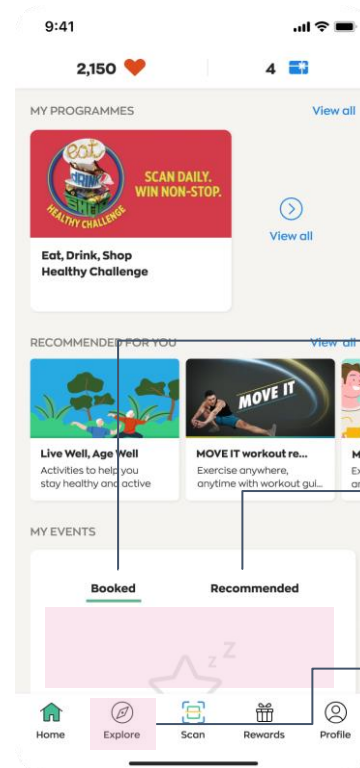 9:41
2,150
4
MY PROGRAMMES
View all
eat,
DRINK,
SHOP
HEALTHY CHALLENGE
SCAN DAILY.
WIN NON-STOP.
View all
Eat, Drink, Shop
Healthy Challenge
RECOMMENDED FOR YOU
View all
MOVE IT
Live Well, Age Well
Activities to help you
stay healthy and active
MOVE IT workout re...
Exercise anywhere,
anytime with workout gui...
M
Ex
an
MY EVENTS
Booked
Recommended
z Z
Home
Explore
Scan
Rewards
Profile